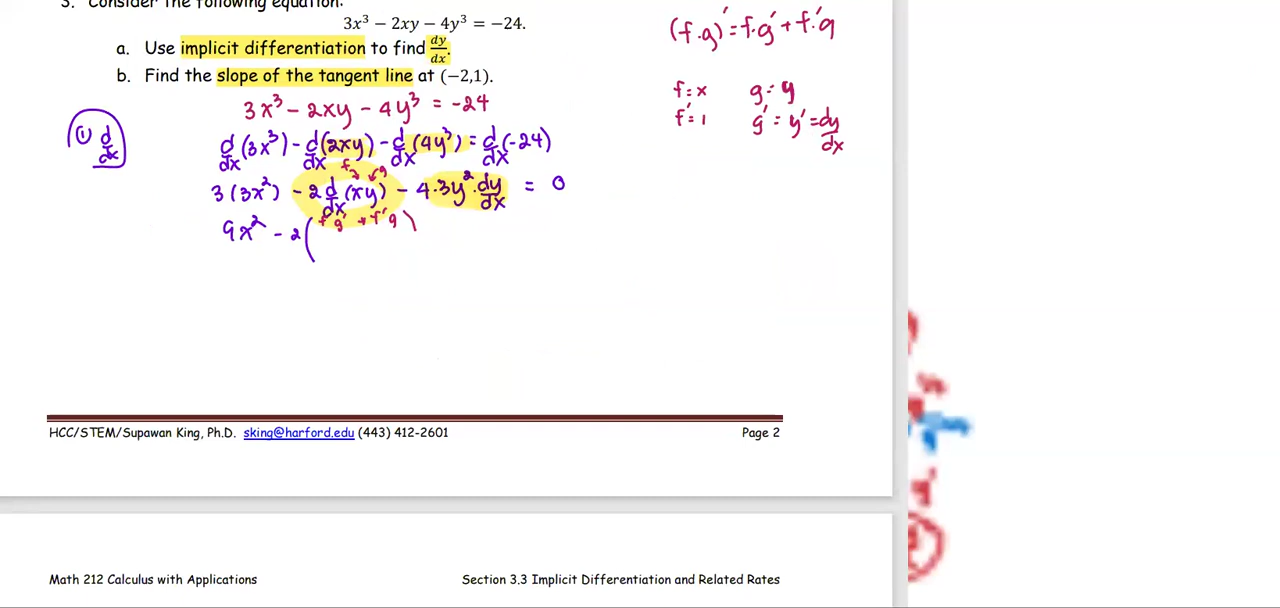 3. Consider the following equation:
3x³ − 2xy − 4y³ = −24.
a. Use implicit differentiation to find dy/dx.
b. Find the slope of the tangent line at (−2,1).
(f·g)' = f·g' + f'·g
f = x g = y
f' = 1 g' = y' = dy/dx
3x³ − 2xy − 4y³ = −24
① d/dx
d/dx (3x³) − d/dx (2xy) − d/dx (4y³) = d/dx (−24)
f g
3(3x²) − 2 d/dx (xy) − 4·3y²·dy/dx = 0
9x² − 2( f g' + f' g )
HCC/STEM/Supawan King, Ph.D. sking@harford.edu (443) 412-2601 Page 2
Math 212 Calculus with Applications Section 3.3 Implicit Differentiation and Related Rates